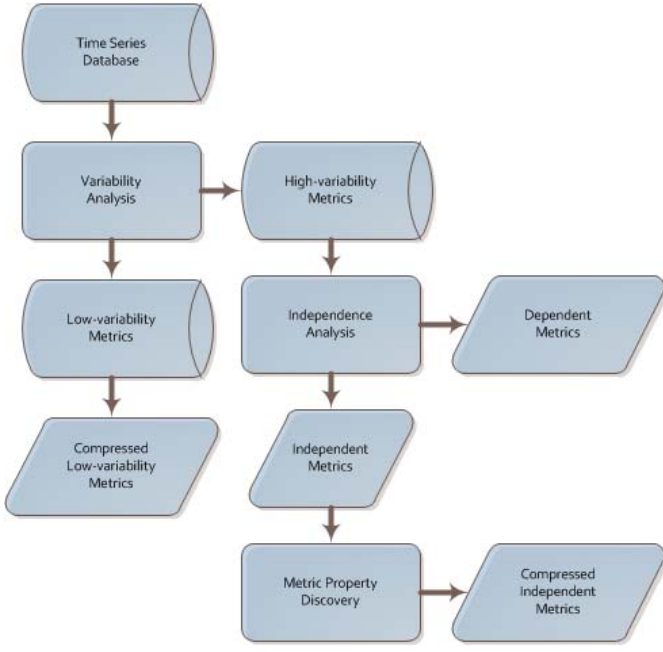 Time Series
Database
Variability
Analysis
High-variability
Metrics
Low-variability
Metrics
Independence
Analysis
Dependent
Metrics
Compressed
Low-variability
Metrics
Independent
Metrics
Metric Property
Discovery
Compressed
Independent
Metrics